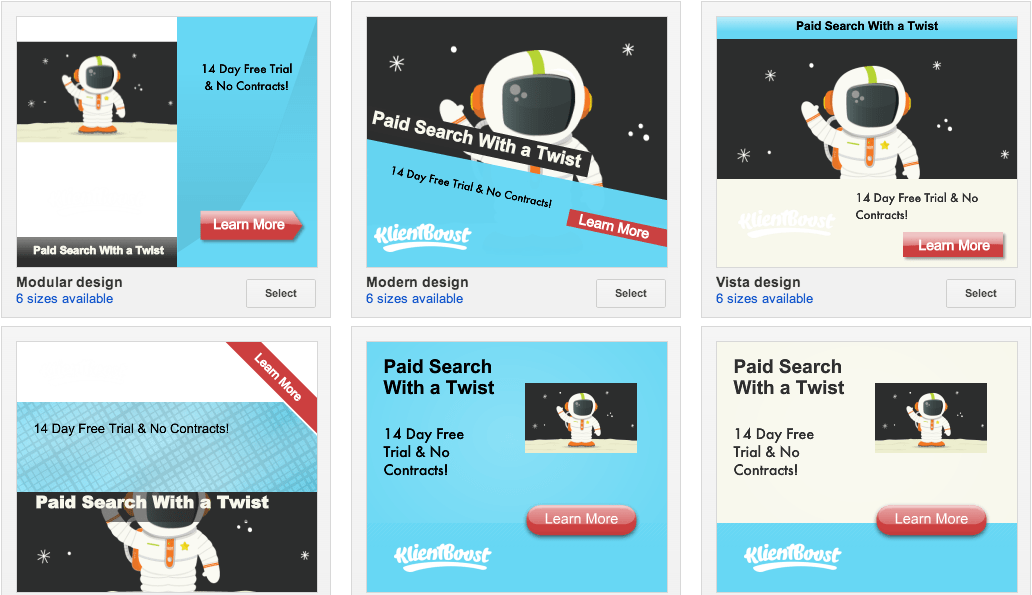 14 Day Free Trial
& No Contracts!
Learn More
Paid Search With a Twist
Modular design
6 sizes available
Select
Paid Search With a Twist
14 Day Free Trial & No Contracts!
Learn More
KlientBoost
Modern design
6 sizes available
Select
Paid Search With a Twist
14 Day Free Trial & No
Contracts!
KlientBoost
Learn More
Vista design
6 sizes available
Select
Learn More
14 Day Free Trial & No Contracts!
Paid Search With a Twist
Paid Search
With a Twist
14 Day Free
Trial & No
Contracts!
Learn More
KlientBoost
Paid Search
With a Twist
14 Day Free
Trial & No
Contracts!
Learn More
KlientBoost